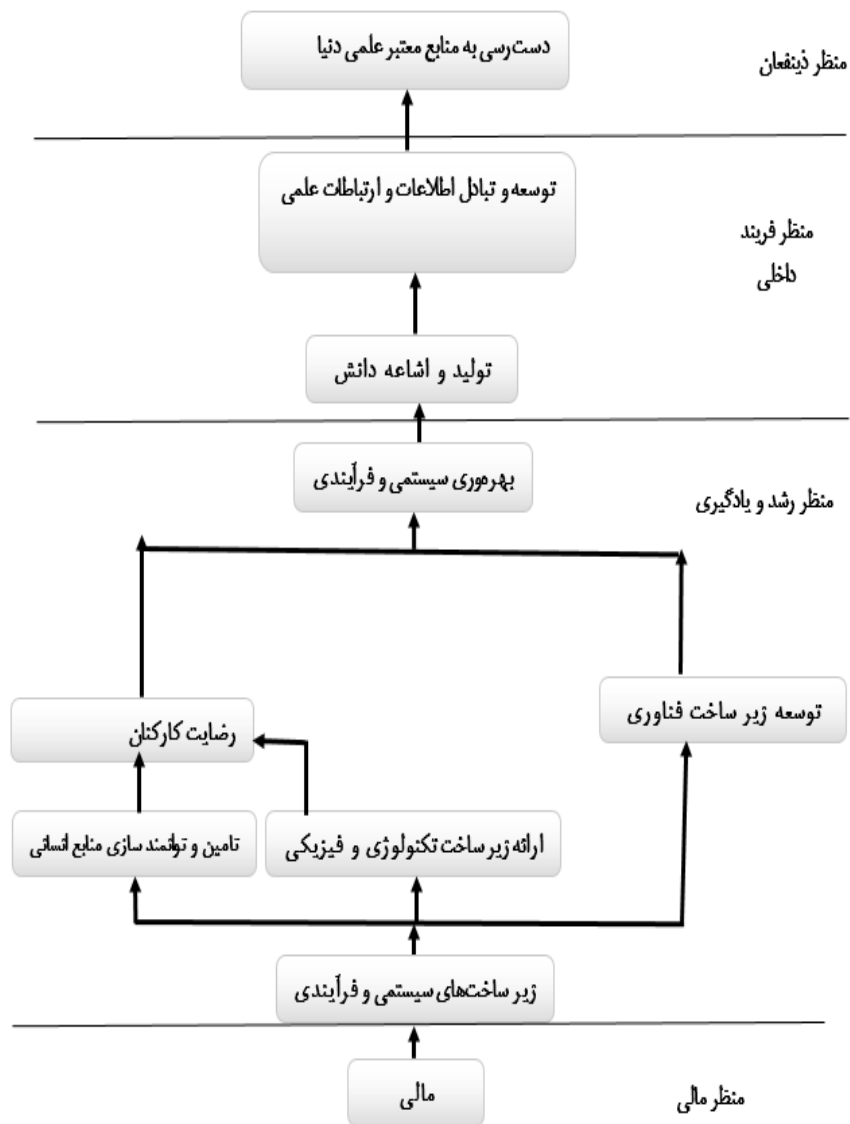 دست‌رسی به منابع معتبر علمی دنیا
منظر ذینفعان
توسعه و تبادل اطلاعات و ارتباطات علمی
منظر فریند
داخلی
تولید و اشاعه دانش
بهره‌وری سیستمی و فرآیندی
منظر رشد و یادگیری
توسعه زیر ساخت فناوری
رضایت کارکنان
ارائه زیر ساخت تکنولوژی و فیزیکی
تامین و توانمند سازی منابع انسانی
زیر ساخت‌های سیستمی و فرآیندی
منظر مالی
مالی